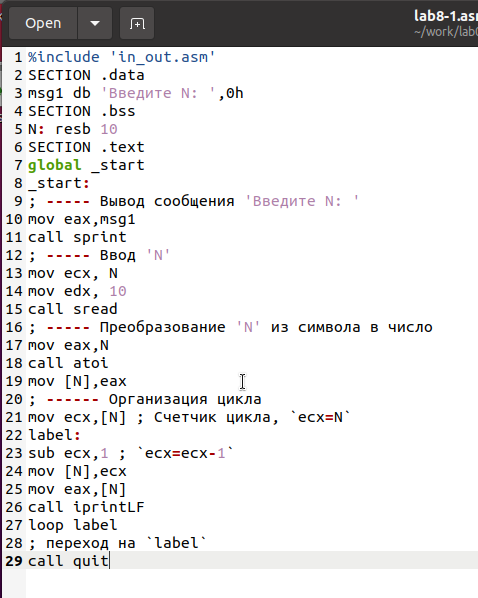 Open
lab8-1.asm
~/work/lab
1 %include 'in_out.asm'
2 SECTION .data
3 msg1 db 'Введите N: ',0h
4 SECTION .bss
5 N: resb 10
6 SECTION .text
7 global _start
8 _start:
9 ; ----- Вывод сообщения 'Введите N: '
10 mov eax,msg1
11 call sprint
12 ; ----- Ввод 'N'
13 mov ecx, N
14 mov edx, 10
15 call sread
16 ; ----- Преобразование 'N' из символа в число
17 mov eax,N
18 call atoi
19 mov [N],eax
20 ; ------ Организация цикла
21 mov ecx,[N] ; Счетчик цикла, `ecx=N`
22 label:
23 sub ecx,1 ; `ecx=ecx-1`
24 mov [N],ecx
25 mov eax,[N]
26 call iprintLF
27 loop label
28 ; переход на `label`
29 call quit